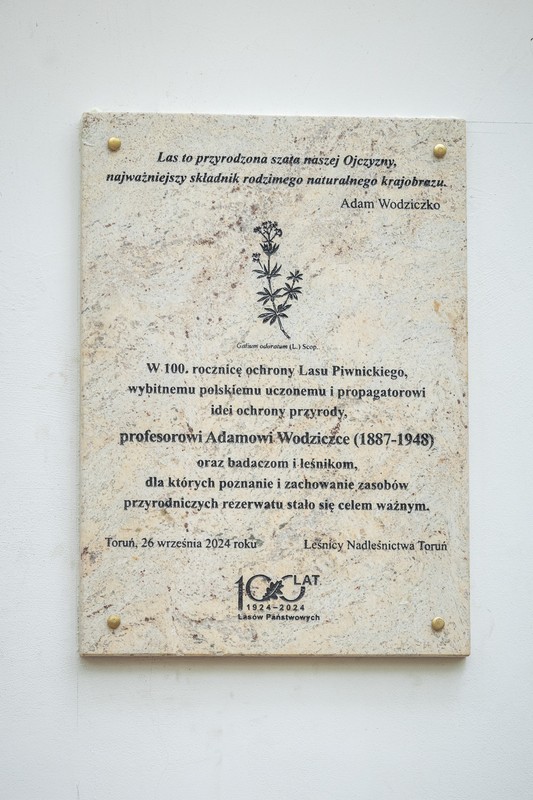 Las to przyrodzona szata naszej Ojczyzny,
najważniejszy składnik rodzimego naturalnego krajobrazu.
Adam Wodziczko
Galium odoratum (L.) Scop.
W 100. rocznicę ochrony Lasu Piwnickiego,
wybitnemu polskiemu uczonemu i propagatorowi
idei ochrony przyrody,
profesorowi Adamowi Wodziczce (1887-1948)
oraz badaczom i leśnikom,
dla których poznanie i zachowanie zasobów
przyrodniczych rezerwatu stało się celem ważnym.
Toruń, 26 września 2024 roku
Leśnicy Nadleśnictwa Toruń
100 LAT
1924-2024
Lasów Państwowych